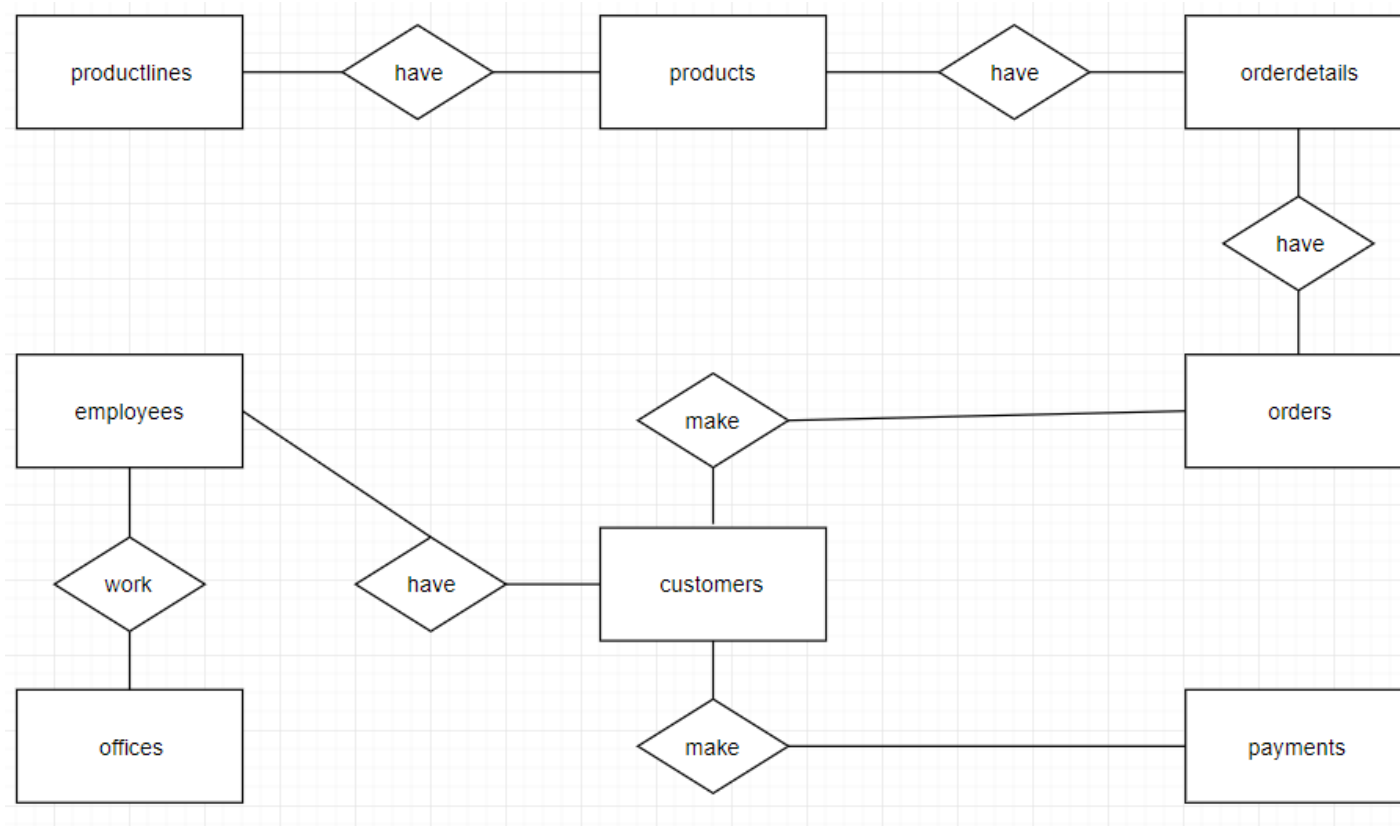 productlines
have
products
have
orderdetails
have
employees
make
orders
work
have
customers
offices
make
payments